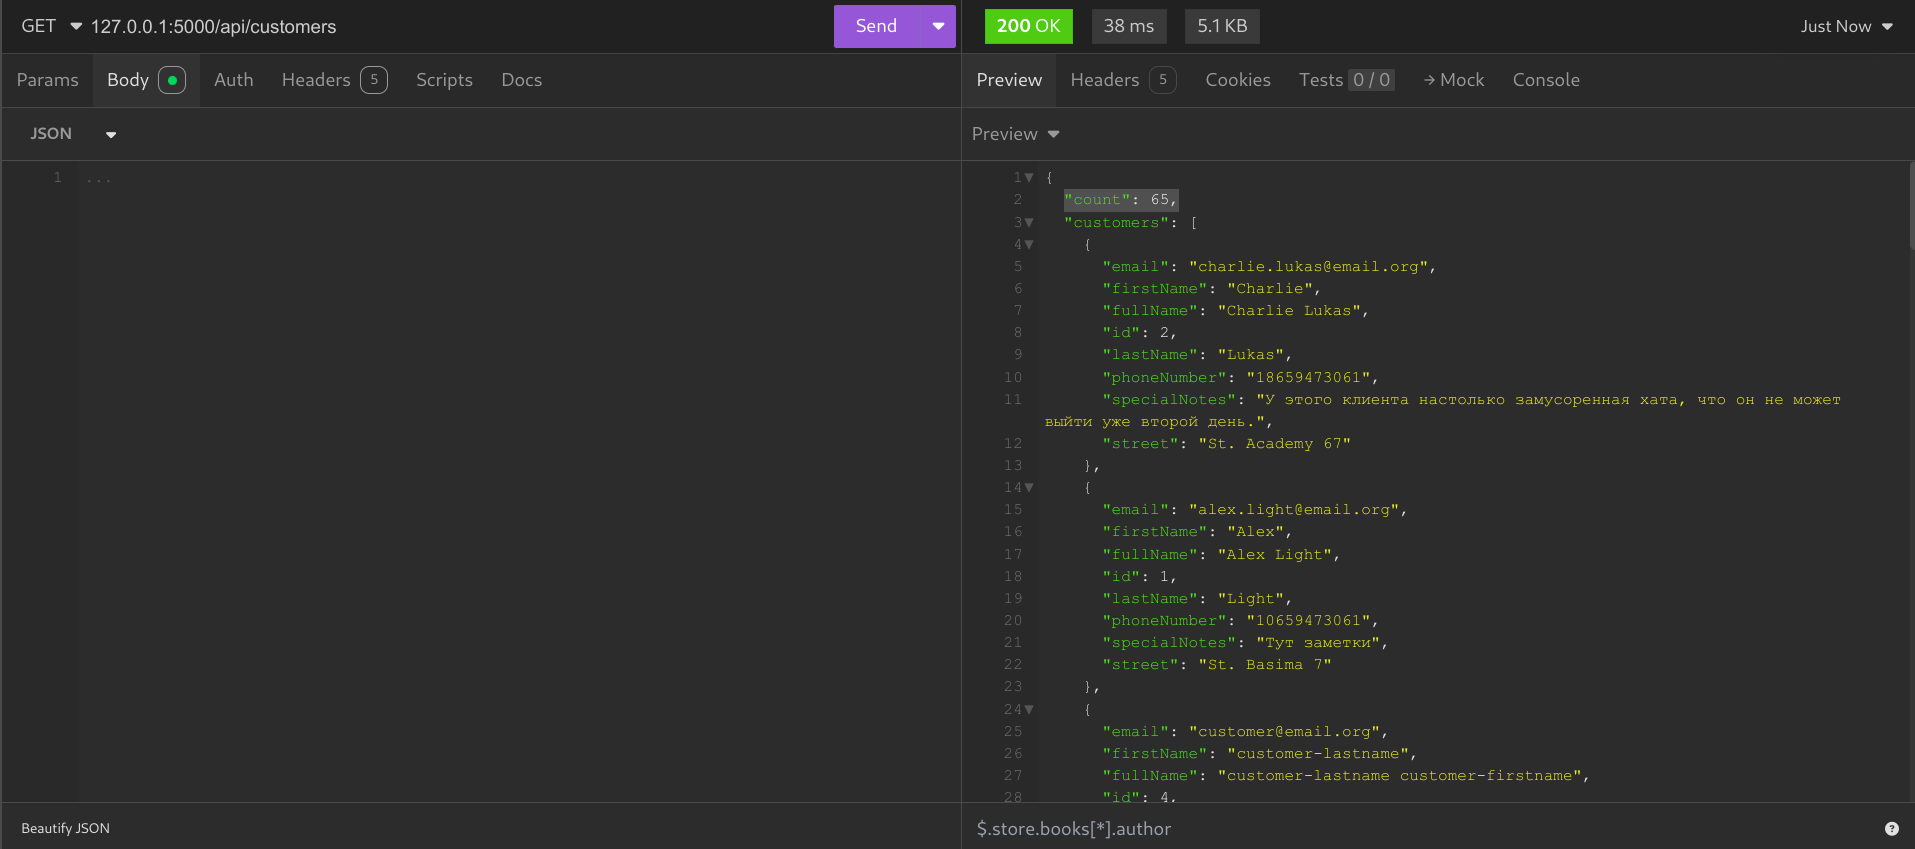 GET 127.0.0.1:5000/api/customers Send 200 OK 38 ms 5.1 KB Just Now
Params Body Auth Headers 5 Scripts Docs
Preview Headers 5 Cookies Tests 0 / 0 → Mock Console
JSON
Preview
1 ...
1 {
2 "count": 65,
3 "customers": [
4 {
5 "email": "charlie.lukas@email.org",
6 "firstName": "Charlie",
7 "fullName": "Charlie Lukas",
8 "id": 2,
9 "lastName": "Lukas",
10 "phoneNumber": "18659473061",
11 "specialNotes": "У этого клиента настолько замусоренная хата, что он не может
выйти уже второй день.",
12 "street": "St. Academy 67"
13 },
14 {
15 "email": "alex.light@email.org",
16 "firstName": "Alex",
17 "fullName": "Alex Light",
18 "id": 1,
19 "lastName": "Light",
20 "phoneNumber": "10659473061",
21 "specialNotes": "Тут заметки",
22 "street": "St. Basima 7"
23 },
24 {
25 "email": "customer@email.org",
26 "firstName": "customer-lastname",
27 "fullName": "customer-lastname customer-firstname",
28 "id": 4,
Beautify JSON
$.store.books[*].author ?